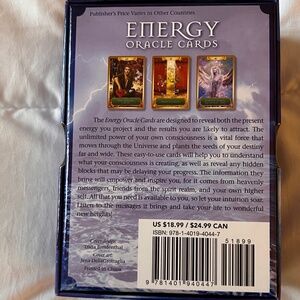 Publisher's Price Varies in Other Countries
ENERGY
ORACLE CARDS
The Energy Oracle Cards are designed to reveal both the present
energy you project and the results you are likely to attract. The
unlimited power of your own consciousness is a vital force that
moves through the Universe and plants the seeds of your destiny
far and wide. These easy-to-use cards will help you to understand
what your consciousness is creating, as well as reveal any hidden
blocks that may be delaying your progress. The information they
bring will empower and inspire you, for it comes from heavenly
guides, friends from the spirit realm, and your own higher
self. All that you need is available to you, so let your intuition soar.
Listen to the messages it brings and take your life to wonderful
new heights!
US $18.99 / $24.99 CAN
ISBN: 978-1-4019-4044-7
51899
9 781401 940447
Printed in China